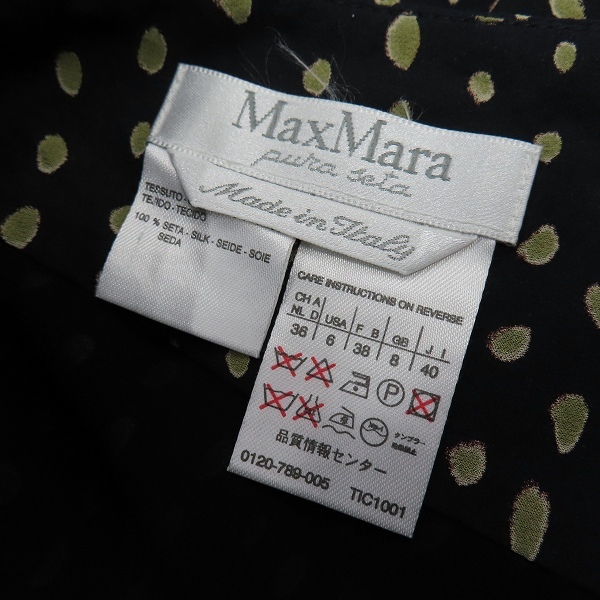 MaxMara
pura seta
Made in Italy
TESSUTO
TEJIDO - TECIDO
100 % SETA - SILK - SEIDE - SOIE
SEDA
CARE INSTRUCTIONS ON REVERSE
CH A
NL D USA F B GB J I
36 6 38 8 40
P
品質情報センター
0120-789-005 TIC1001